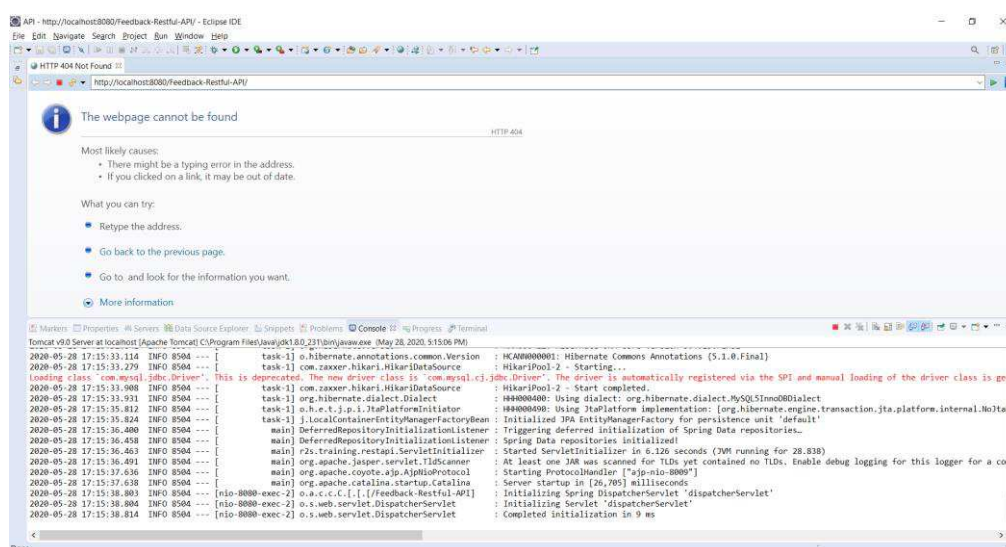 API - http://localhost:8080/Feedback-Restful-API/ - Eclipse IDE
File Edit Navigate Search Project Run Window Help
HTTP 404 Not Found
http://localhost:8080/Feedback-Restful-API/
The webpage cannot be found
HTTP 404
Most likely causes:
• There might be a typing error in the address.
• If you clicked on a link, it may be out of date.
What you can try:
Retype the address.
Go back to the previous page.
Go to and look for the information you want.
More information
Markers Properties Servers Data Source Explorer Snippets Problems Console Progress Terminal
Tomcat v9.0 Server at localhost [Apache Tomcat] C:\Program Files\Java\jdk1.8.0_231\bin\javaw.exe (May 28, 2020, 5:15:06 PM)
2020-05-28 17:15:33.114 INFO 8504 --- [ task-1] o.hibernate.annotations.common.Version : HCANN000001: Hibernate Commons Annotations {5.1.0.Final}
2020-05-28 17:15:33.279 INFO 8504 --- [ task-1] com.zaxxer.hikari.HikariDataSource : HikariPool-2 - Starting...
Loading class `com.mysql.jdbc.Driver'. This is deprecated. The new driver class is `com.mysql.cj.jdbc.Driver'. The driver is automatically registered via the SPI and manual loading of the driver class is ge
2020-05-28 17:15:33.908 INFO 8504 --- [ task-1] com.zaxxer.hikari.HikariDataSource : HikariPool-2 - Start completed.
2020-05-28 17:15:33.931 INFO 8504 --- [ task-1] org.hibernate.dialect.Dialect : HHH000400: Using dialect: org.hibernate.dialect.MySQL5InnoDBDialect
2020-05-28 17:15:35.812 INFO 8504 --- [ task-1] o.h.e.t.j.p.i.JtaPlatformInitiator : HHH000490: Using JtaPlatform implementation: [org.hibernate.engine.transaction.jta.platform.internal.NoJta
2020-05-28 17:15:35.824 INFO 8504 --- [ task-1] j.LocalContainerEntityManagerFactoryBean : Initialized JPA EntityManagerFactory for persistence unit 'default'
2020-05-28 17:15:36.400 INFO 8504 --- [ main] DeferredRepositoryInitializationListener : Triggering deferred initialization of Spring Data repositories…
2020-05-28 17:15:36.458 INFO 8504 --- [ main] DeferredRepositoryInitializationListener : Spring Data repositories initialized!
2020-05-28 17:15:36.463 INFO 8504 --- [ main] r2s.training.restapi.ServletInitializer : Started ServletInitializer in 6.126 seconds (JVM running for 28.838)
2020-05-28 17:15:36.491 INFO 8504 --- [ main] org.apache.jasper.servlet.TldScanner : At least one JAR was scanned for TLDs yet contained no TLDs. Enable debug logging for this logger for a co
2020-05-28 17:15:37.636 INFO 8504 --- [ main] org.apache.coyote.ajp.AjpNioProtocol : Starting ProtocolHandler ["ajp-nio-8009"]
2020-05-28 17:15:37.638 INFO 8504 --- [ main] org.apache.catalina.startup.Catalina : Server startup in [26,705] milliseconds
2020-05-28 17:15:38.803 INFO 8504 --- [nio-8080-exec-2] o.a.c.c.C.[.[.[/Feedback-Restful-API] : Initializing Spring DispatcherServlet 'dispatcherServlet'
2020-05-28 17:15:38.804 INFO 8504 --- [nio-8080-exec-2] o.s.web.servlet.DispatcherServlet : Initializing Servlet 'dispatcherServlet'
2020-05-28 17:15:38.814 INFO 8504 --- [nio-8080-exec-2] o.s.web.servlet.DispatcherServlet : Completed initialization in 9 ms